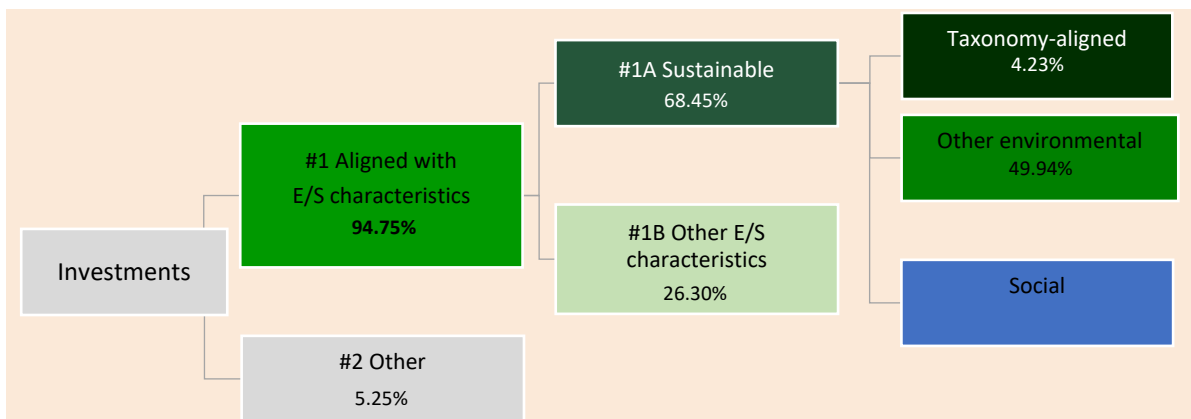 Investments
#1 Aligned with
E/S characteristics
94.75%
#2 Other
5.25%
#1A Sustainable
68.45%
#1B Other E/S
characteristics
26.30%
Taxonomy-aligned
4.23%
Other environmental
49.94%
Social